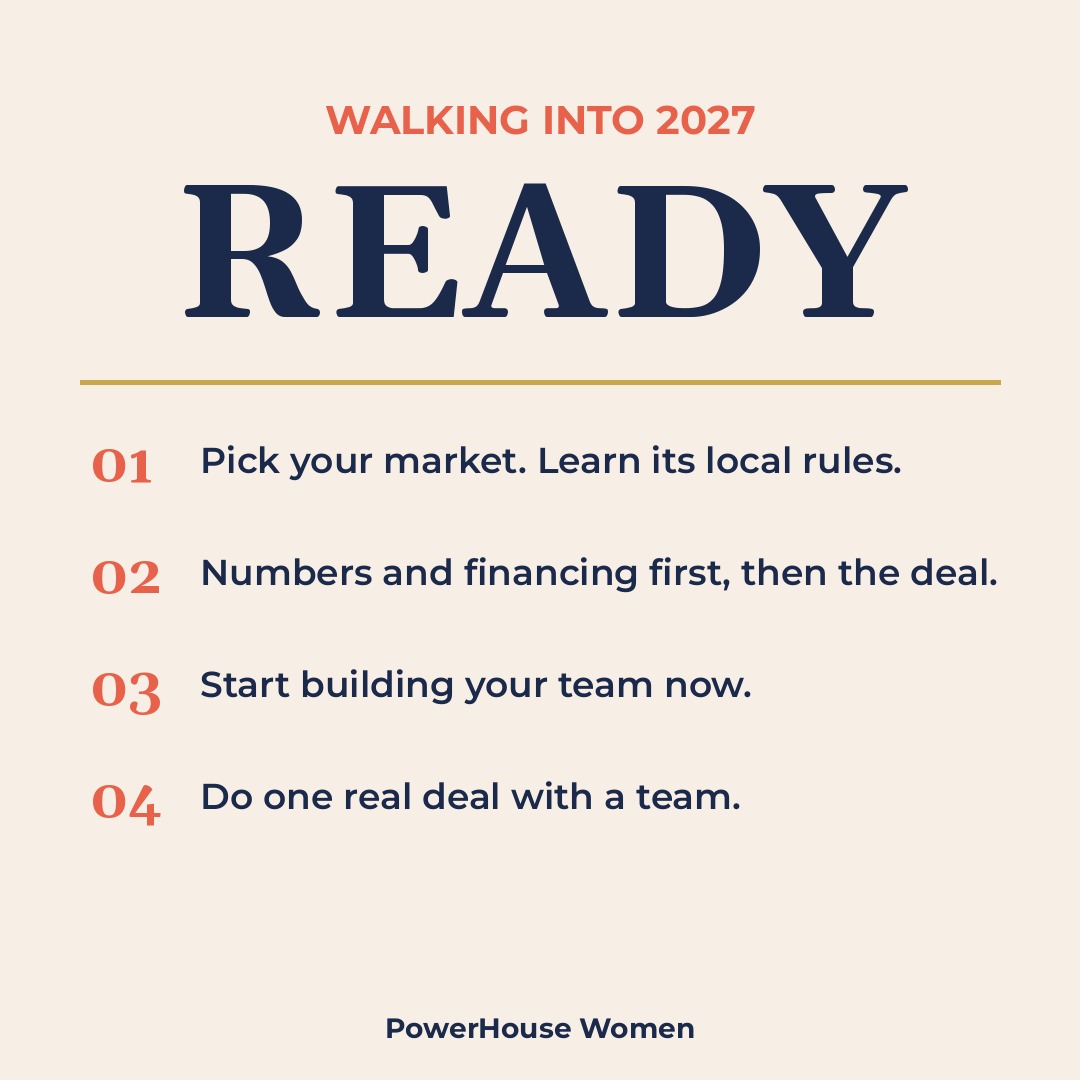 WALKING INTO 2027
READY
01 Pick your market. Learn its local rules.
02 Numbers and financing first, then the deal.
03 Start building your team now.
04 Do one real deal with a team.
PowerHouse Women